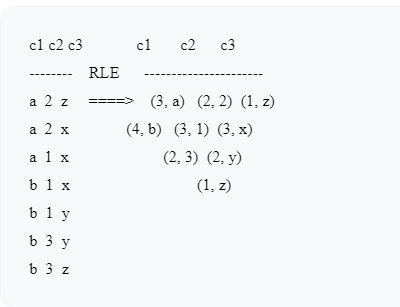 c1 c2 c3 c1 c2 c3
-------- RLE -----------------------
a 2 z ====> (3, a) (2, 2) (1, z)
a 2 x (4, b) (3, 1) (3, x)
a 1 x (2, 3) (2, y)
b 1 x (1, z)
b 1 y
b 3 y
b 3 z